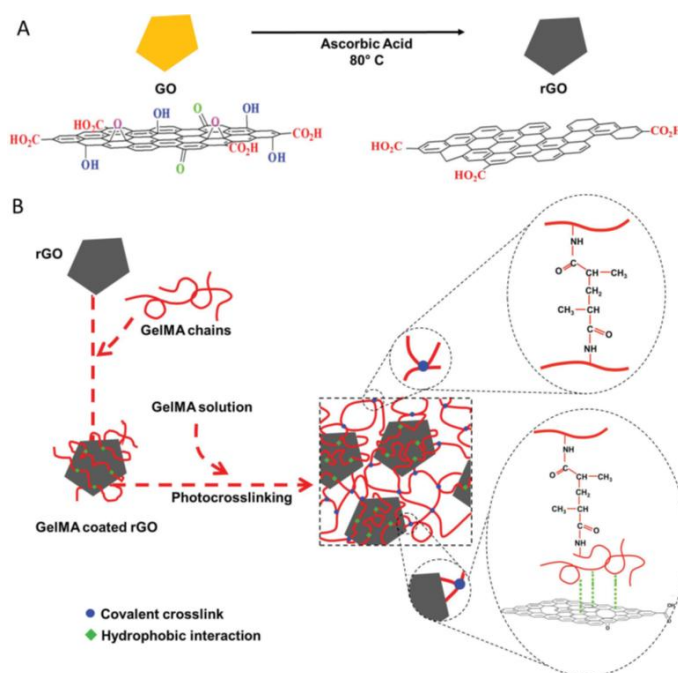 A
Ascorbic Acid
80° C
GO
rGO
HO₂C
OH
O
O
O
OH
HO₂C
CO₂H
CO₂H
OH
O
OH
HO₂C
CO₂H
HO₂C
B
rGO
GelMA chains
GelMA solution
Photocrosslinking
GelMA coated rGO
Covalent crosslink
Hydrophobic interaction
NH
C
O
CH—CH₃
CH₂
CH₃—CH
C
O
NH
NH
C
O
CH—CH₃
CH₂
CH₃—CH
C
O
NH
O